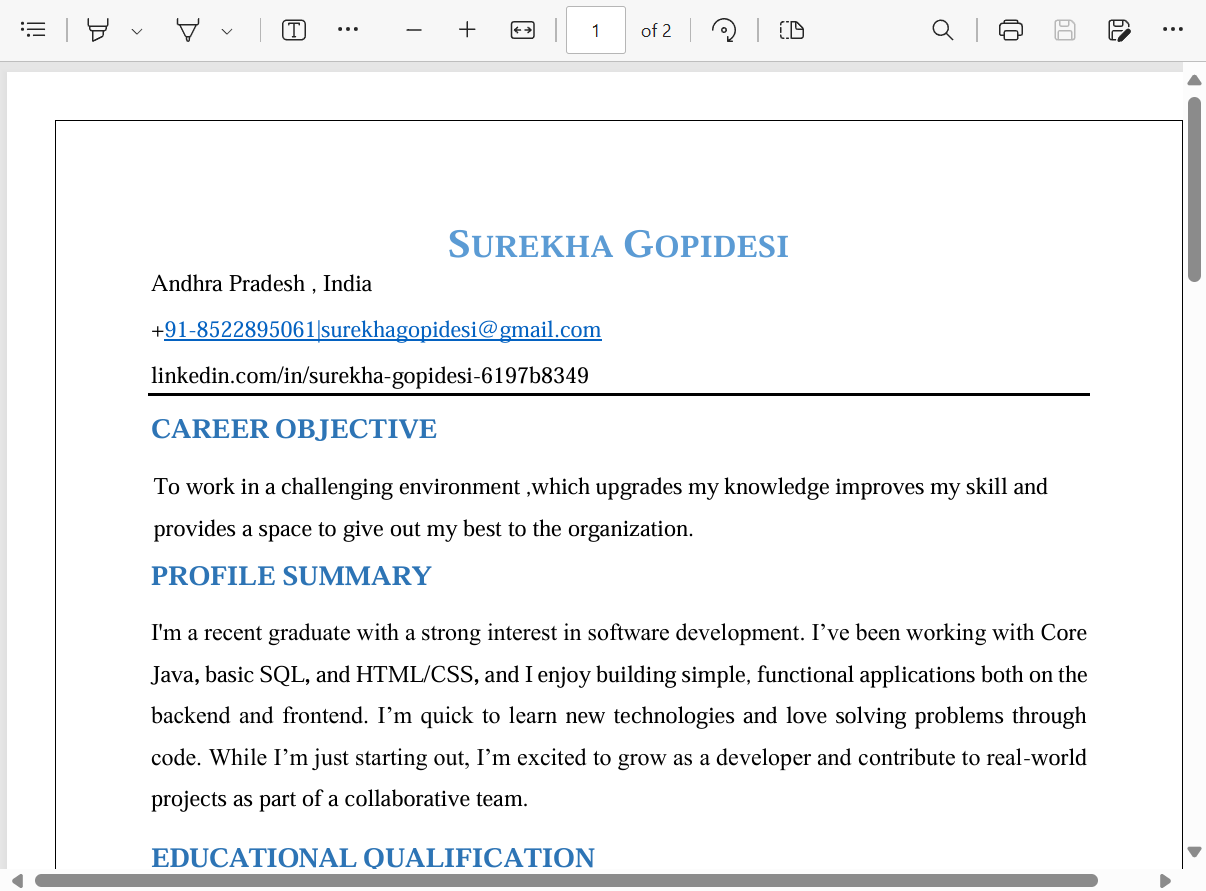 1 of 2
SUREKHA GOPIDESI
Andhra Pradesh , India
+91-8522895061|surekhagopidesi@gmail.com
linkedin.com/in/surekha-gopidesi-6197b8349
CAREER OBJECTIVE
To work in a challenging environment ,which upgrades my knowledge improves my skill and
provides a space to give out my best to the organization.
PROFILE SUMMARY
I'm a recent graduate with a strong interest in software development. I’ve been working with Core
Java, basic SQL, and HTML/CSS, and I enjoy building simple, functional applications both on the
backend and frontend. I’m quick to learn new technologies and love solving problems through
code. While I’m just starting out, I’m excited to grow as a developer and contribute to real-world
projects as part of a collaborative team.
EDUCATIONAL QUALIFICATION